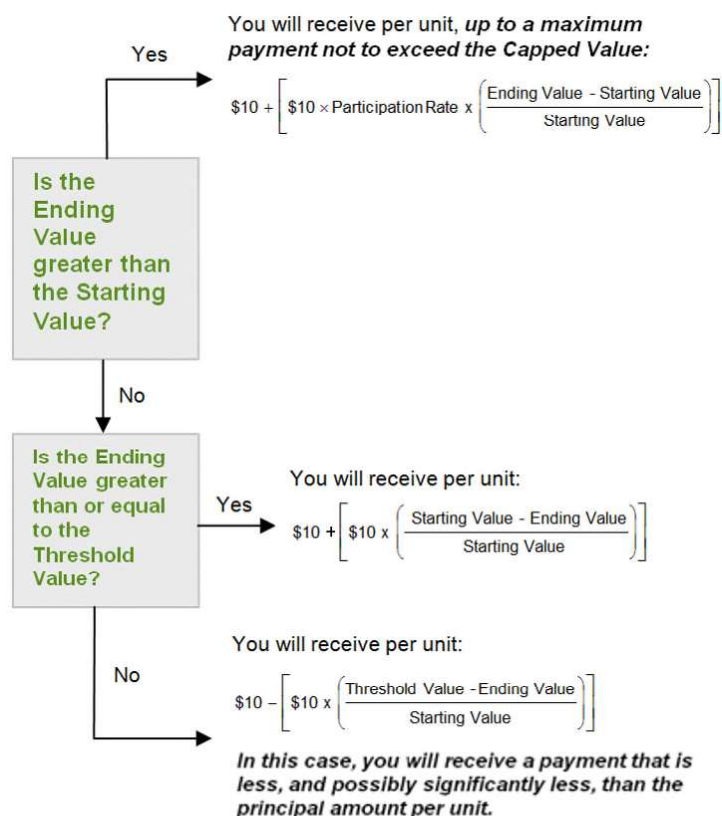 You will receive per unit, up to a maximum
payment not to exceed the Capped Value:
Yes
$10 + [ $10 × Participation Rate x ( Ending Value - Starting Value / Starting Value ) ]
Is the
Ending
Value
greater than
the Starting
Value?
No
Is the Ending
Value greater
than or equal
to the
Threshold
Value?
Yes
You will receive per unit:
$10 + [ $10 x ( Starting Value - Ending Value / Starting Value ) ]
No
You will receive per unit:
$10 – [ $10 x ( Threshold Value - Ending Value / Starting Value ) ]
In this case, you will receive a payment that is
less, and possibly significantly less, than the
principal amount per unit.